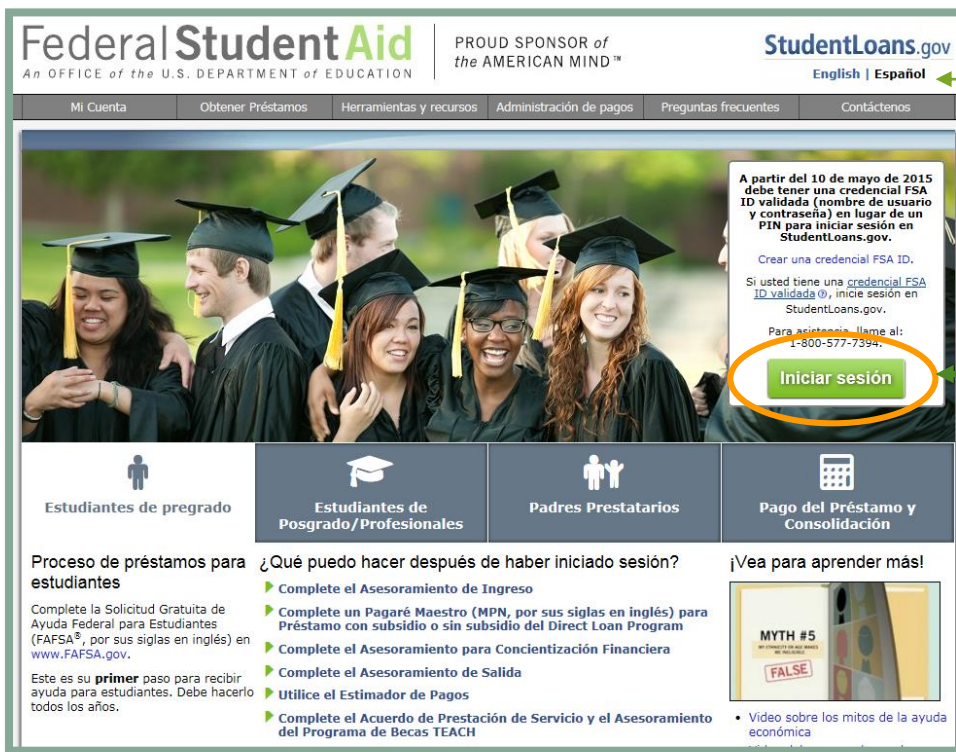 Federal Student Aid
An OFFICE of the U.S. DEPARTMENT of EDUCATION
PROUD SPONSOR of
the AMERICAN MIND™
StudentLoans.gov
English | Español
Mi Cuenta
Obtener Préstamos
Herramientas y recursos
Administración de pagos
Preguntas frecuentes
Contáctenos
A partir del 10 de mayo de 2015
debe tener una credencial FSA
ID validada (nombre de usuario
y contraseña) en lugar de un
PIN para iniciar sesión en
StudentLoans.gov.
Crear una credencial FSA ID.
Si usted tiene una credencial FSA
ID validada, inicie sesión en
StudentLoans.gov.
Para asistencia, llame al:
1-800-577-7394.
Iniciar sesión
Estudiantes de pregrado
Estudiantes de
Posgrado/Profesionales
Padres Prestatarios
Pago del Préstamo y
Consolidación
Proceso de préstamos para
estudiantes
Complete la Solicitud Gratuita de
Ayuda Federal para Estudiantes
(FAFSA®, por sus siglas en inglés) en
www.FAFSA.gov.
Este es su primer paso para recibir
ayuda para estudiantes. Debe hacerlo
todos los años.
¿Qué puedo hacer después de haber iniciado sesión?
Complete el Asesoramiento de Ingreso
Complete un Pagaré Maestro (MPN, por sus siglas en inglés) para
Préstamo con subsidio o sin subsidio del Direct Loan Program
Complete el Asesoramiento para Concientización Financiera
Complete el Asesoramiento de Salida
Utilice el Estimador de Pagos
Complete el Acuerdo de Prestación de Servicio y el Asesoramiento
del Programa de Becas TEACH
¡Vea para aprender más!
MYTH #5
MY ETHNICITY OR AGE MAKES
ME INELIGIBLE
FALSE
• Video sobre los mitos de la ayuda
económica